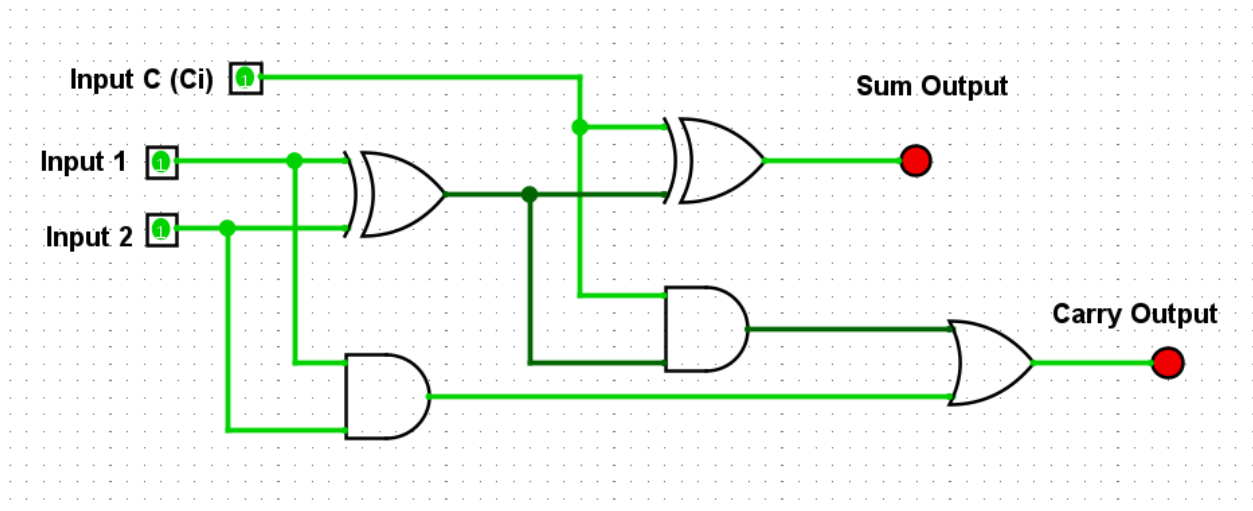 Input C (Ci) 1
Sum Output
Input 1 1
Input 2 1
Carry Output